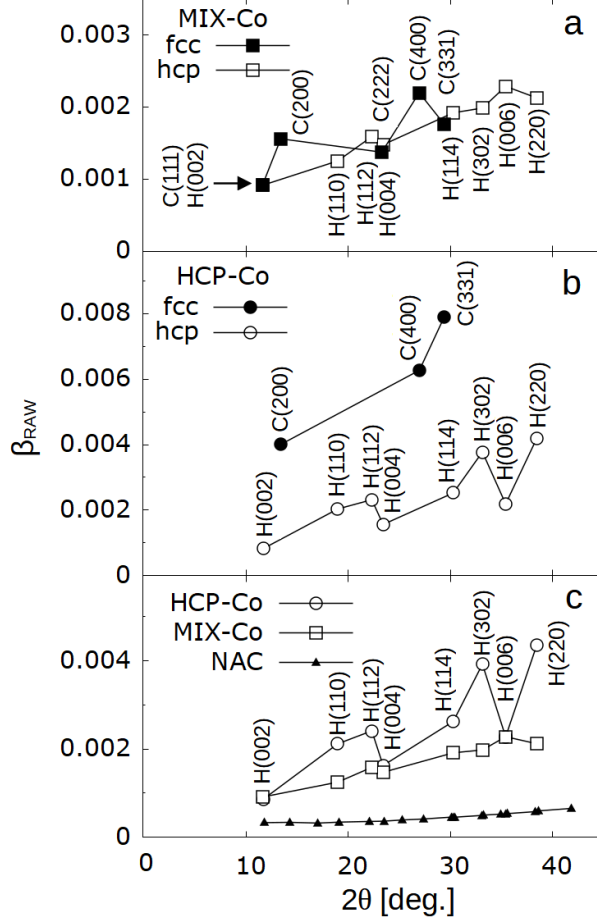 MIX-Co
fcc
hcp
a
0.003
0.002
0.001
0
C(111)
H(002)
C(200)
H(110)
H(112)
C(222)
H(004)
C(400)
C(331)
H(114)
H(302)
H(006)
H(220)
HCP-Co
fcc
hcp
b
0.008
0.006
0.004
0.002
0
βRAW
H(002)
C(200)
H(110)
H(112)
H(004)
C(400)
C(331)
H(114)
H(302)
H(006)
H(220)
HCP-Co
MIX-Co
NAC
c
0.004
0.002
0
H(002)
H(110)
H(112)
H(004)
H(114)
H(302)
H(006)
H(220)
0 10 20 30 40
2θ [deg.]